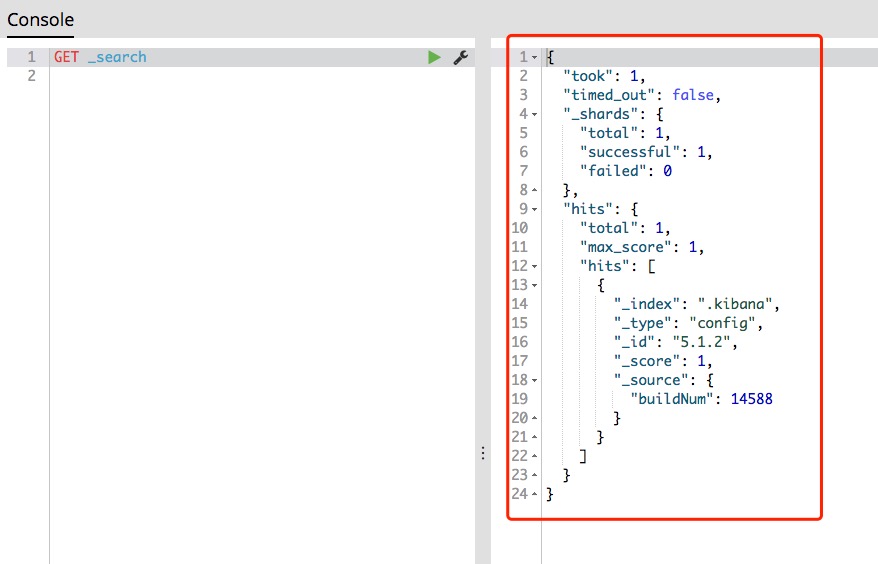 Console
1 GET _search
2
1 {
2 "took": 1,
3 "timed_out": false,
4 "_shards": {
5 "total": 1,
6 "successful": 1,
7 "failed": 0
8 },
9 "hits": {
10 "total": 1,
11 "max_score": 1,
12 "hits": [
13 {
14 "_index": ".kibana",
15 "_type": "config",
16 "_id": "5.1.2",
17 "_score": 1,
18 "_source": {
19 "buildNum": 14588
20 }
21 }
22 ]
23 }
24 }